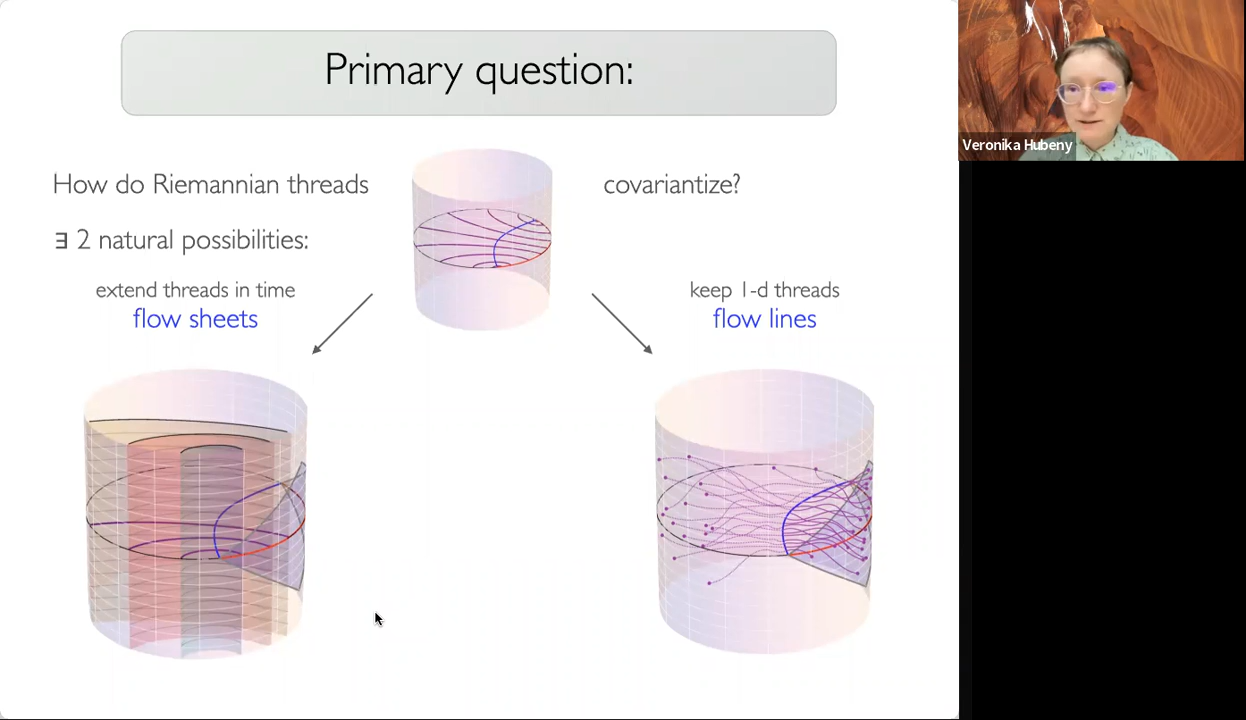 Primary question:
How do Riemannian threads covariantize?
∃ 2 natural possibilities:
extend threads in time
flow sheets
keep 1-d threads
flow lines
Veronika Hubeny